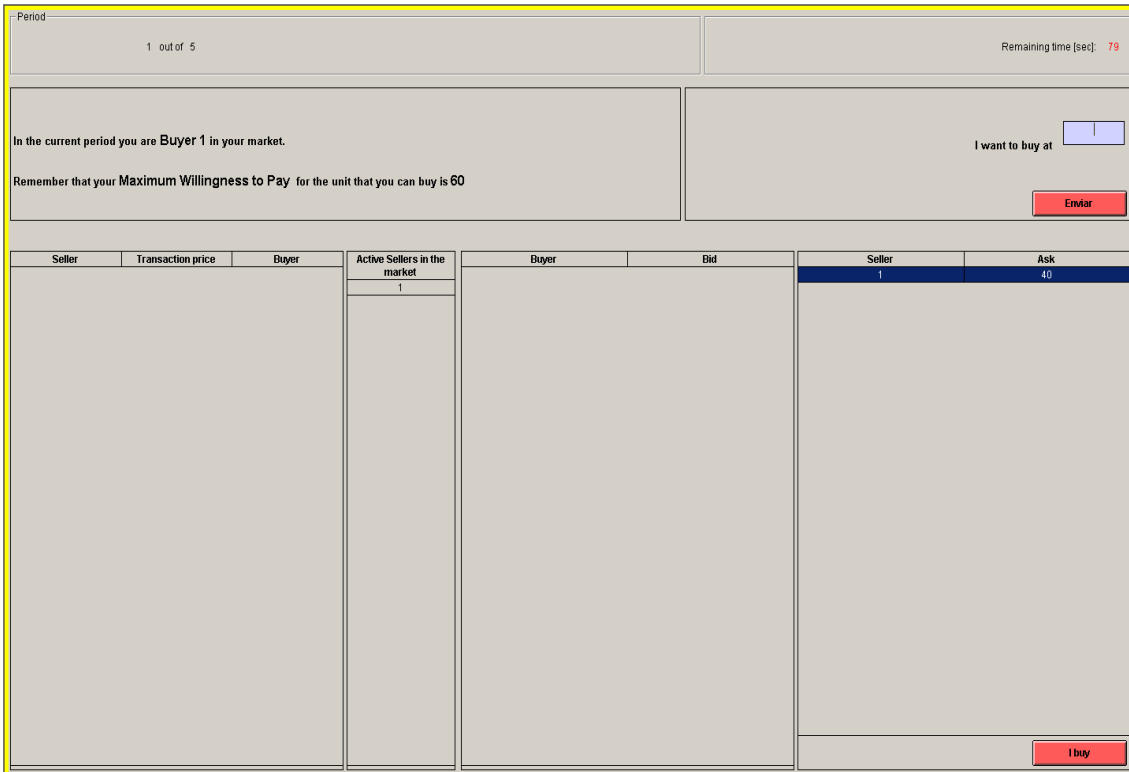 Period
1 out of 5
Remaining time [sec]: 79
In the current period you are Buyer 1 in your market.
I want to buy at
Remember that your Maximum Willingness to Pay for the unit that you can buy is 60
Enviar
Seller Transaction price Buyer
Active Sellers in the market
1
Buyer Bid
Seller Ask
1 40
I buy